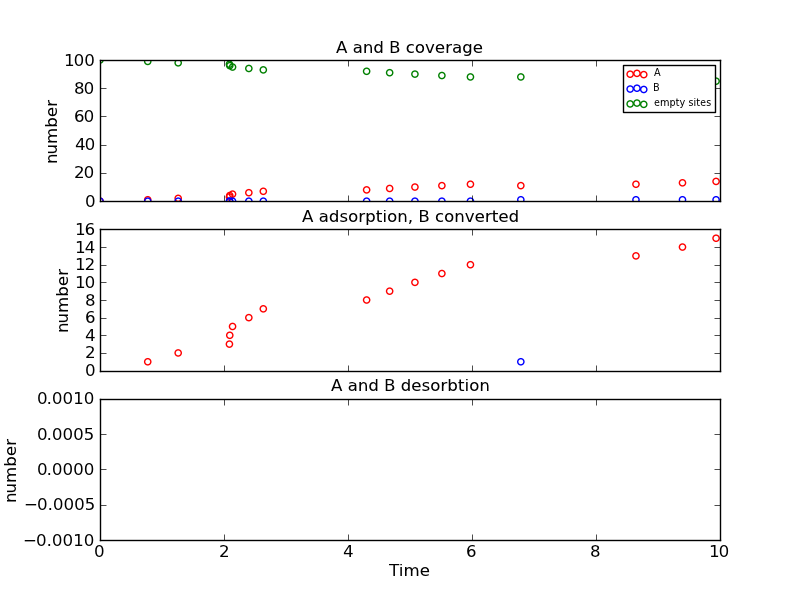 A and B coverage
number
100
80
60
40
20
0
A
B
empty sites
A adsorption, B converted
number
16
14
12
10
8
6
4
2
0
A and B desorbtion
number
0.0010
0.0005
0.0000
−0.0005
−0.0010
0 2 4 6 8 10
Time